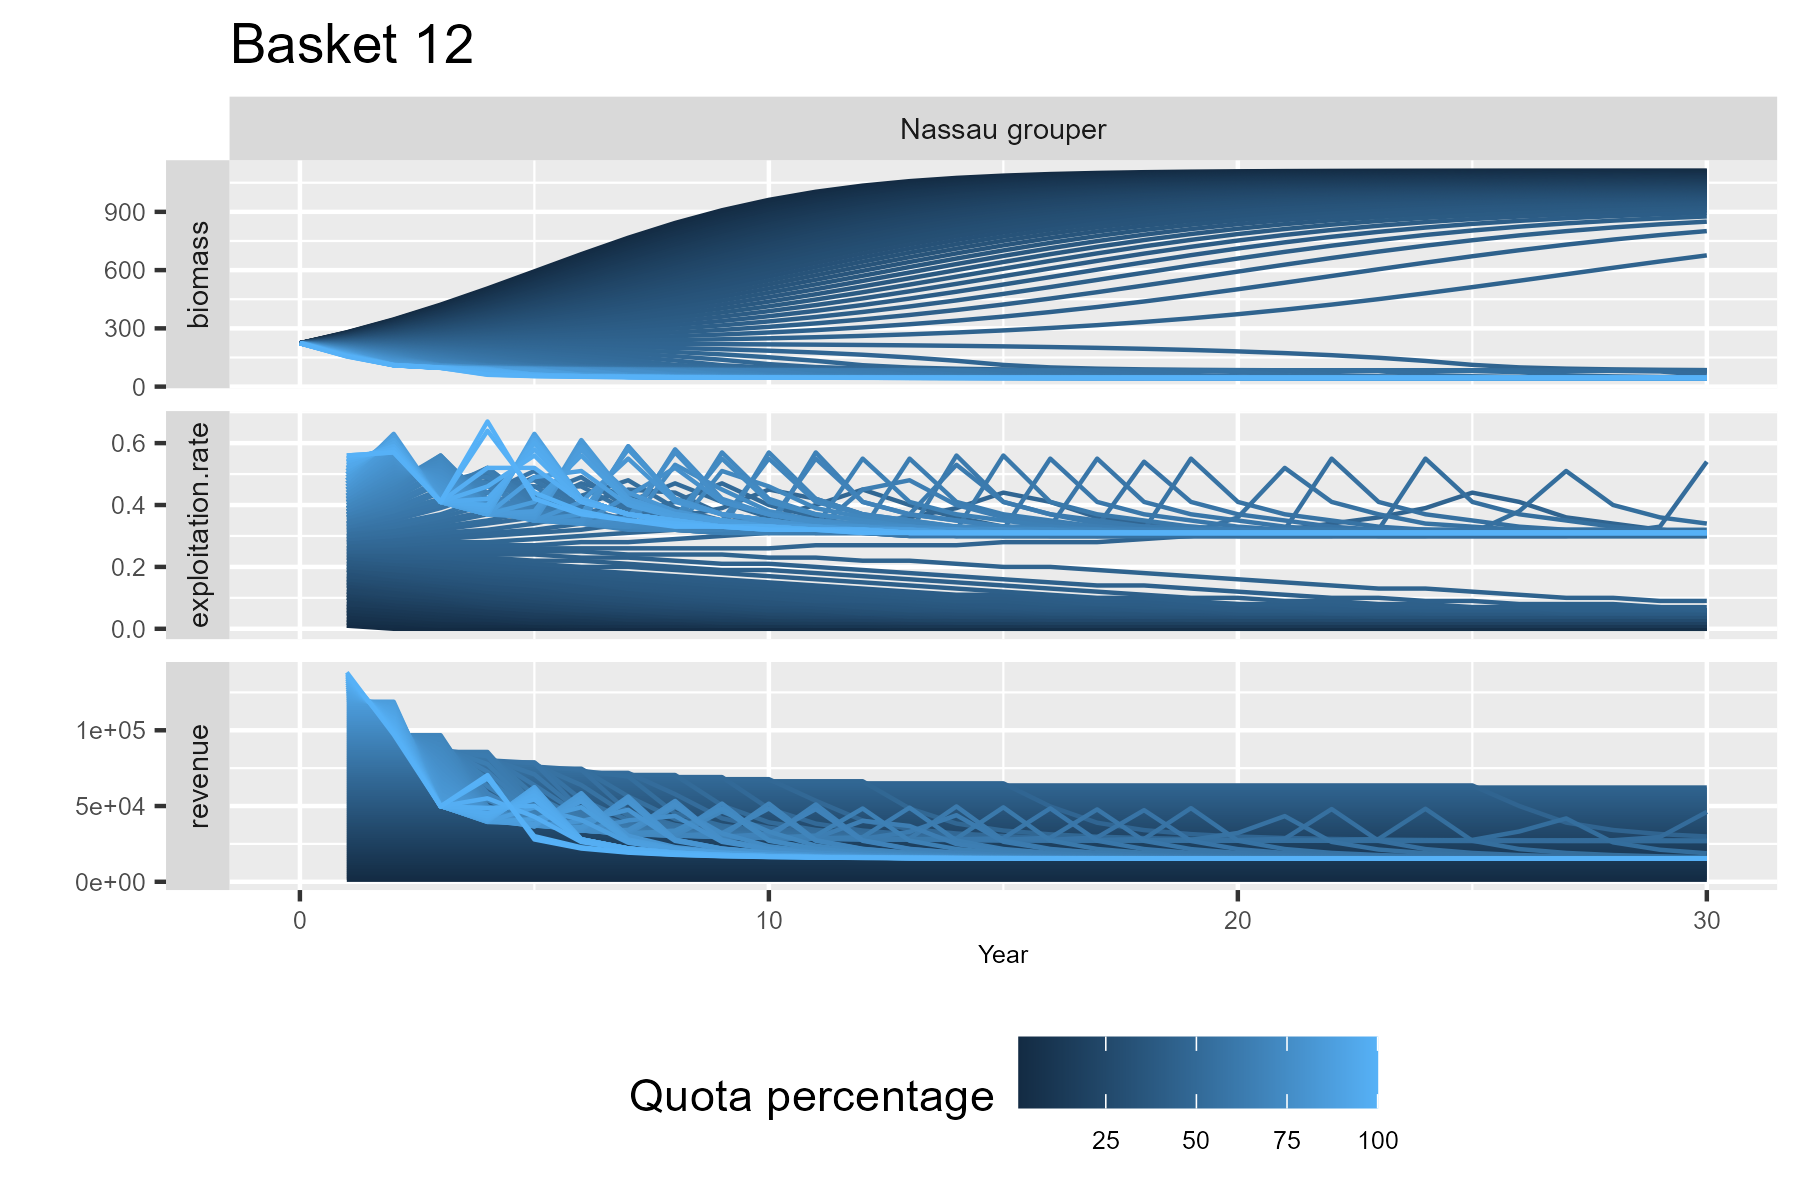 Basket 12
Nassau grouper
biomass
900
600
300
0
exploitation.rate
0.6
0.4
0.2
0.0
revenue
1e+05
5e+04
0e+00
0 10 20 30
Year
Quota percentage
25 50 75 100